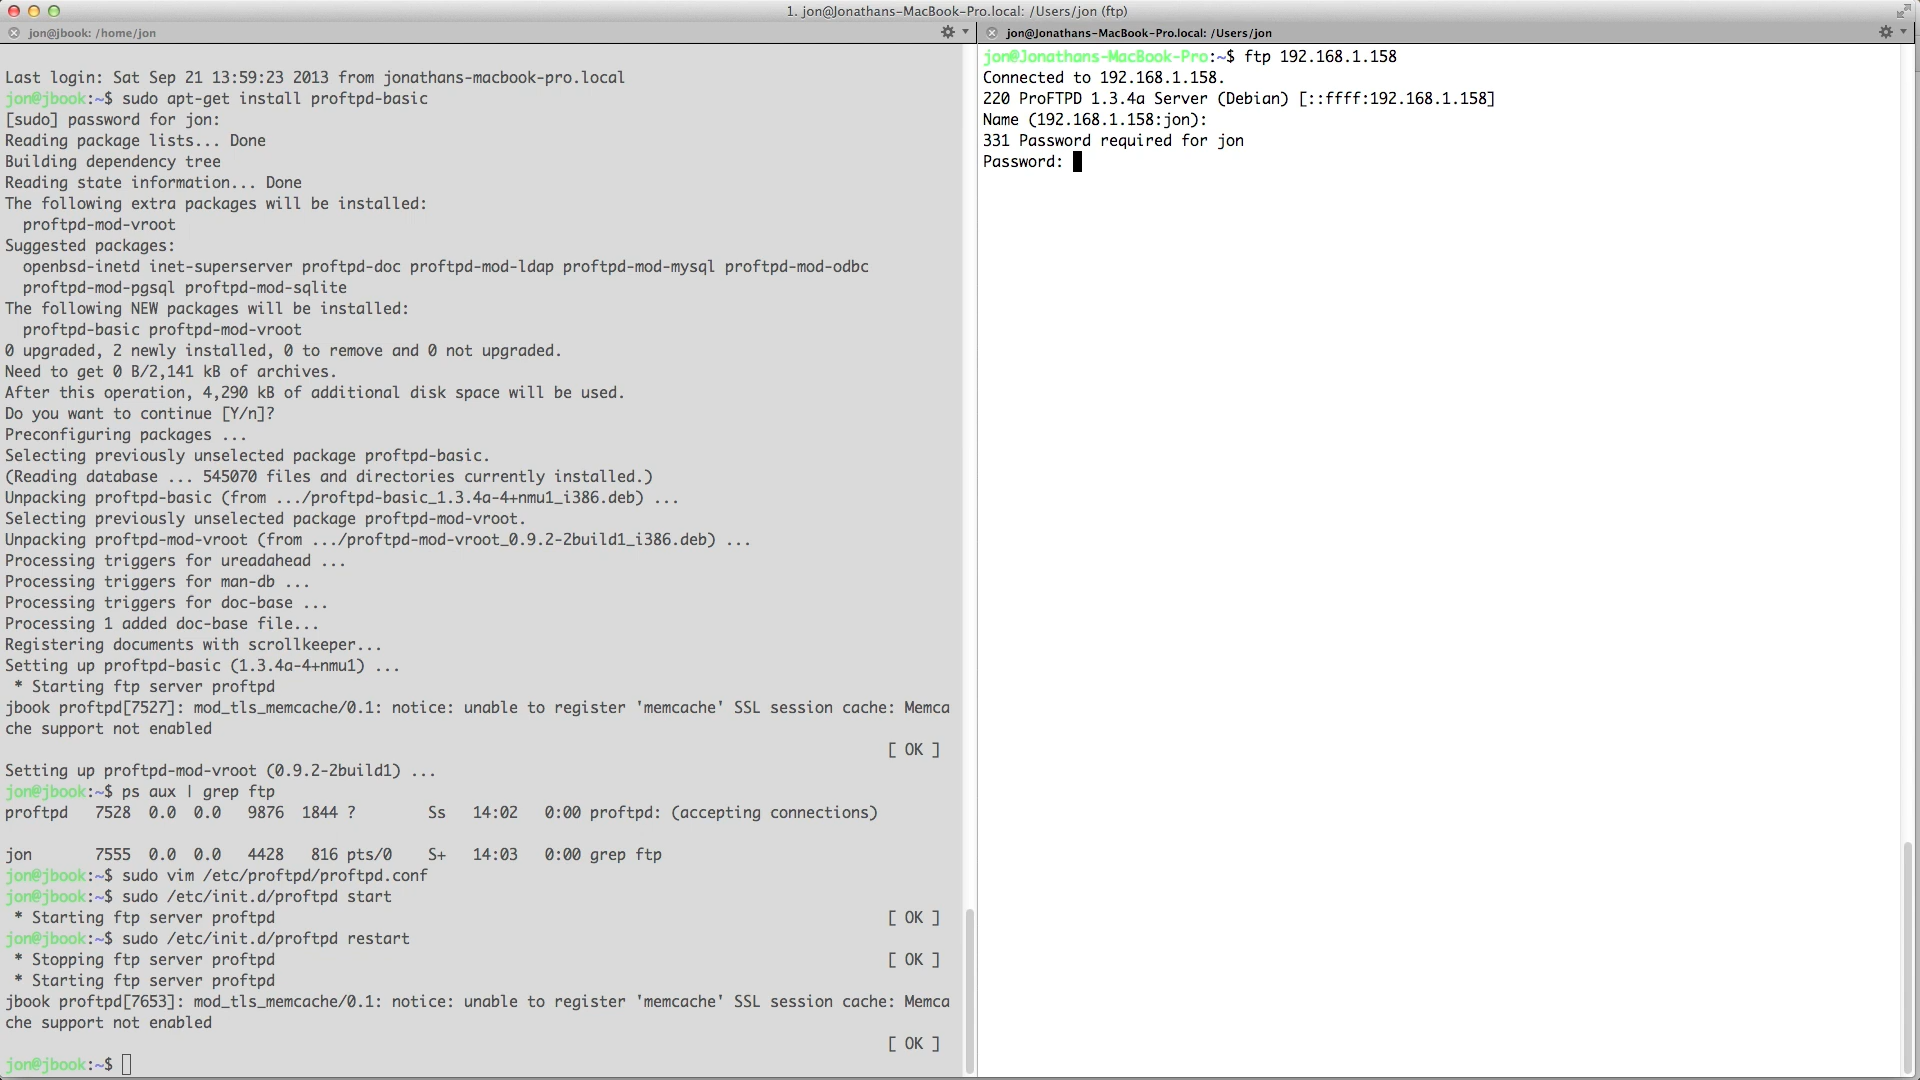 1. jon@Jonathans-MacBook-Pro.local: /Users/jon (ftp)
jon@jbook: /home/jon
Last login: Sat Sep 21 13:59:23 2013 from jonathans-macbook-pro.local
jon@jbook:~$ sudo apt-get install proftpd-basic
[sudo] password for jon:
Reading package lists... Done
Building dependency tree
Reading state information... Done
The following extra packages will be installed:
  proftpd-mod-vroot
Suggested packages:
  openbsd-inetd inet-superserver proftpd-doc proftpd-mod-ldap proftpd-mod-mysql proftpd-mod-odbc
  proftpd-mod-pgsql proftpd-mod-sqlite
The following NEW packages will be installed:
  proftpd-basic proftpd-mod-vroot
0 upgraded, 2 newly installed, 0 to remove and 0 not upgraded.
Need to get 0 B/2,141 kB of archives.
After this operation, 4,290 kB of additional disk space will be used.
Do you want to continue [Y/n]?
Preconfiguring packages ...
Selecting previously unselected package proftpd-basic.
(Reading database ... 545070 files and directories currently installed.)
Unpacking proftpd-basic (from .../proftpd-basic_1.3.4a-4+nmu1_i386.deb) ...
Selecting previously unselected package proftpd-mod-vroot.
Unpacking proftpd-mod-vroot (from .../proftpd-mod-vroot_0.9.2-2build1_i386.deb) ...
Processing triggers for ureadahead ...
Processing triggers for man-db ...
Processing triggers for doc-base ...
Processing 1 added doc-base file...
Registering documents with scrollkeeper...
Setting up proftpd-basic (1.3.4a-4+nmu1) ...
 * Starting ftp server proftpd
jbook proftpd[7527]: mod_tls_memcache/0.1: notice: unable to register 'memcache' SSL session cache: Memca
che support not enabled
[ OK ]
Setting up proftpd-mod-vroot (0.9.2-2build1) ...
jon@jbook:~$ ps aux | grep ftp
proftpd   7528  0.0  0.0   9876  1844 ?        Ss   14:02   0:00 proftpd: (accepting connections)
jon       7555  0.0  0.0   4428   816 pts/0    S+   14:03   0:00 grep ftp
jon@jbook:~$ sudo vim /etc/proftpd/proftpd.conf
jon@jbook:~$ sudo /etc/init.d/proftpd start
 * Starting ftp server proftpd [ OK ]
jon@jbook:~$ sudo /etc/init.d/proftpd restart
 * Stopping ftp server proftpd [ OK ]
 * Starting ftp server proftpd
jbook proftpd[7653]: mod_tls_memcache/0.1: notice: unable to register 'memcache' SSL session cache: Memca
che support not enabled
[ OK ]
jon@jbook:~$
jon@Jonathans-MacBook-Pro.local: /Users/jon
jon@Jonathans-MacBook-Pro:~$ ftp 192.168.1.158
Connected to 192.168.1.158.
220 ProFTPD 1.3.4a Server (Debian) [::ffff:192.168.1.158]
Name (192.168.1.158:jon):
331 Password required for jon
Password: